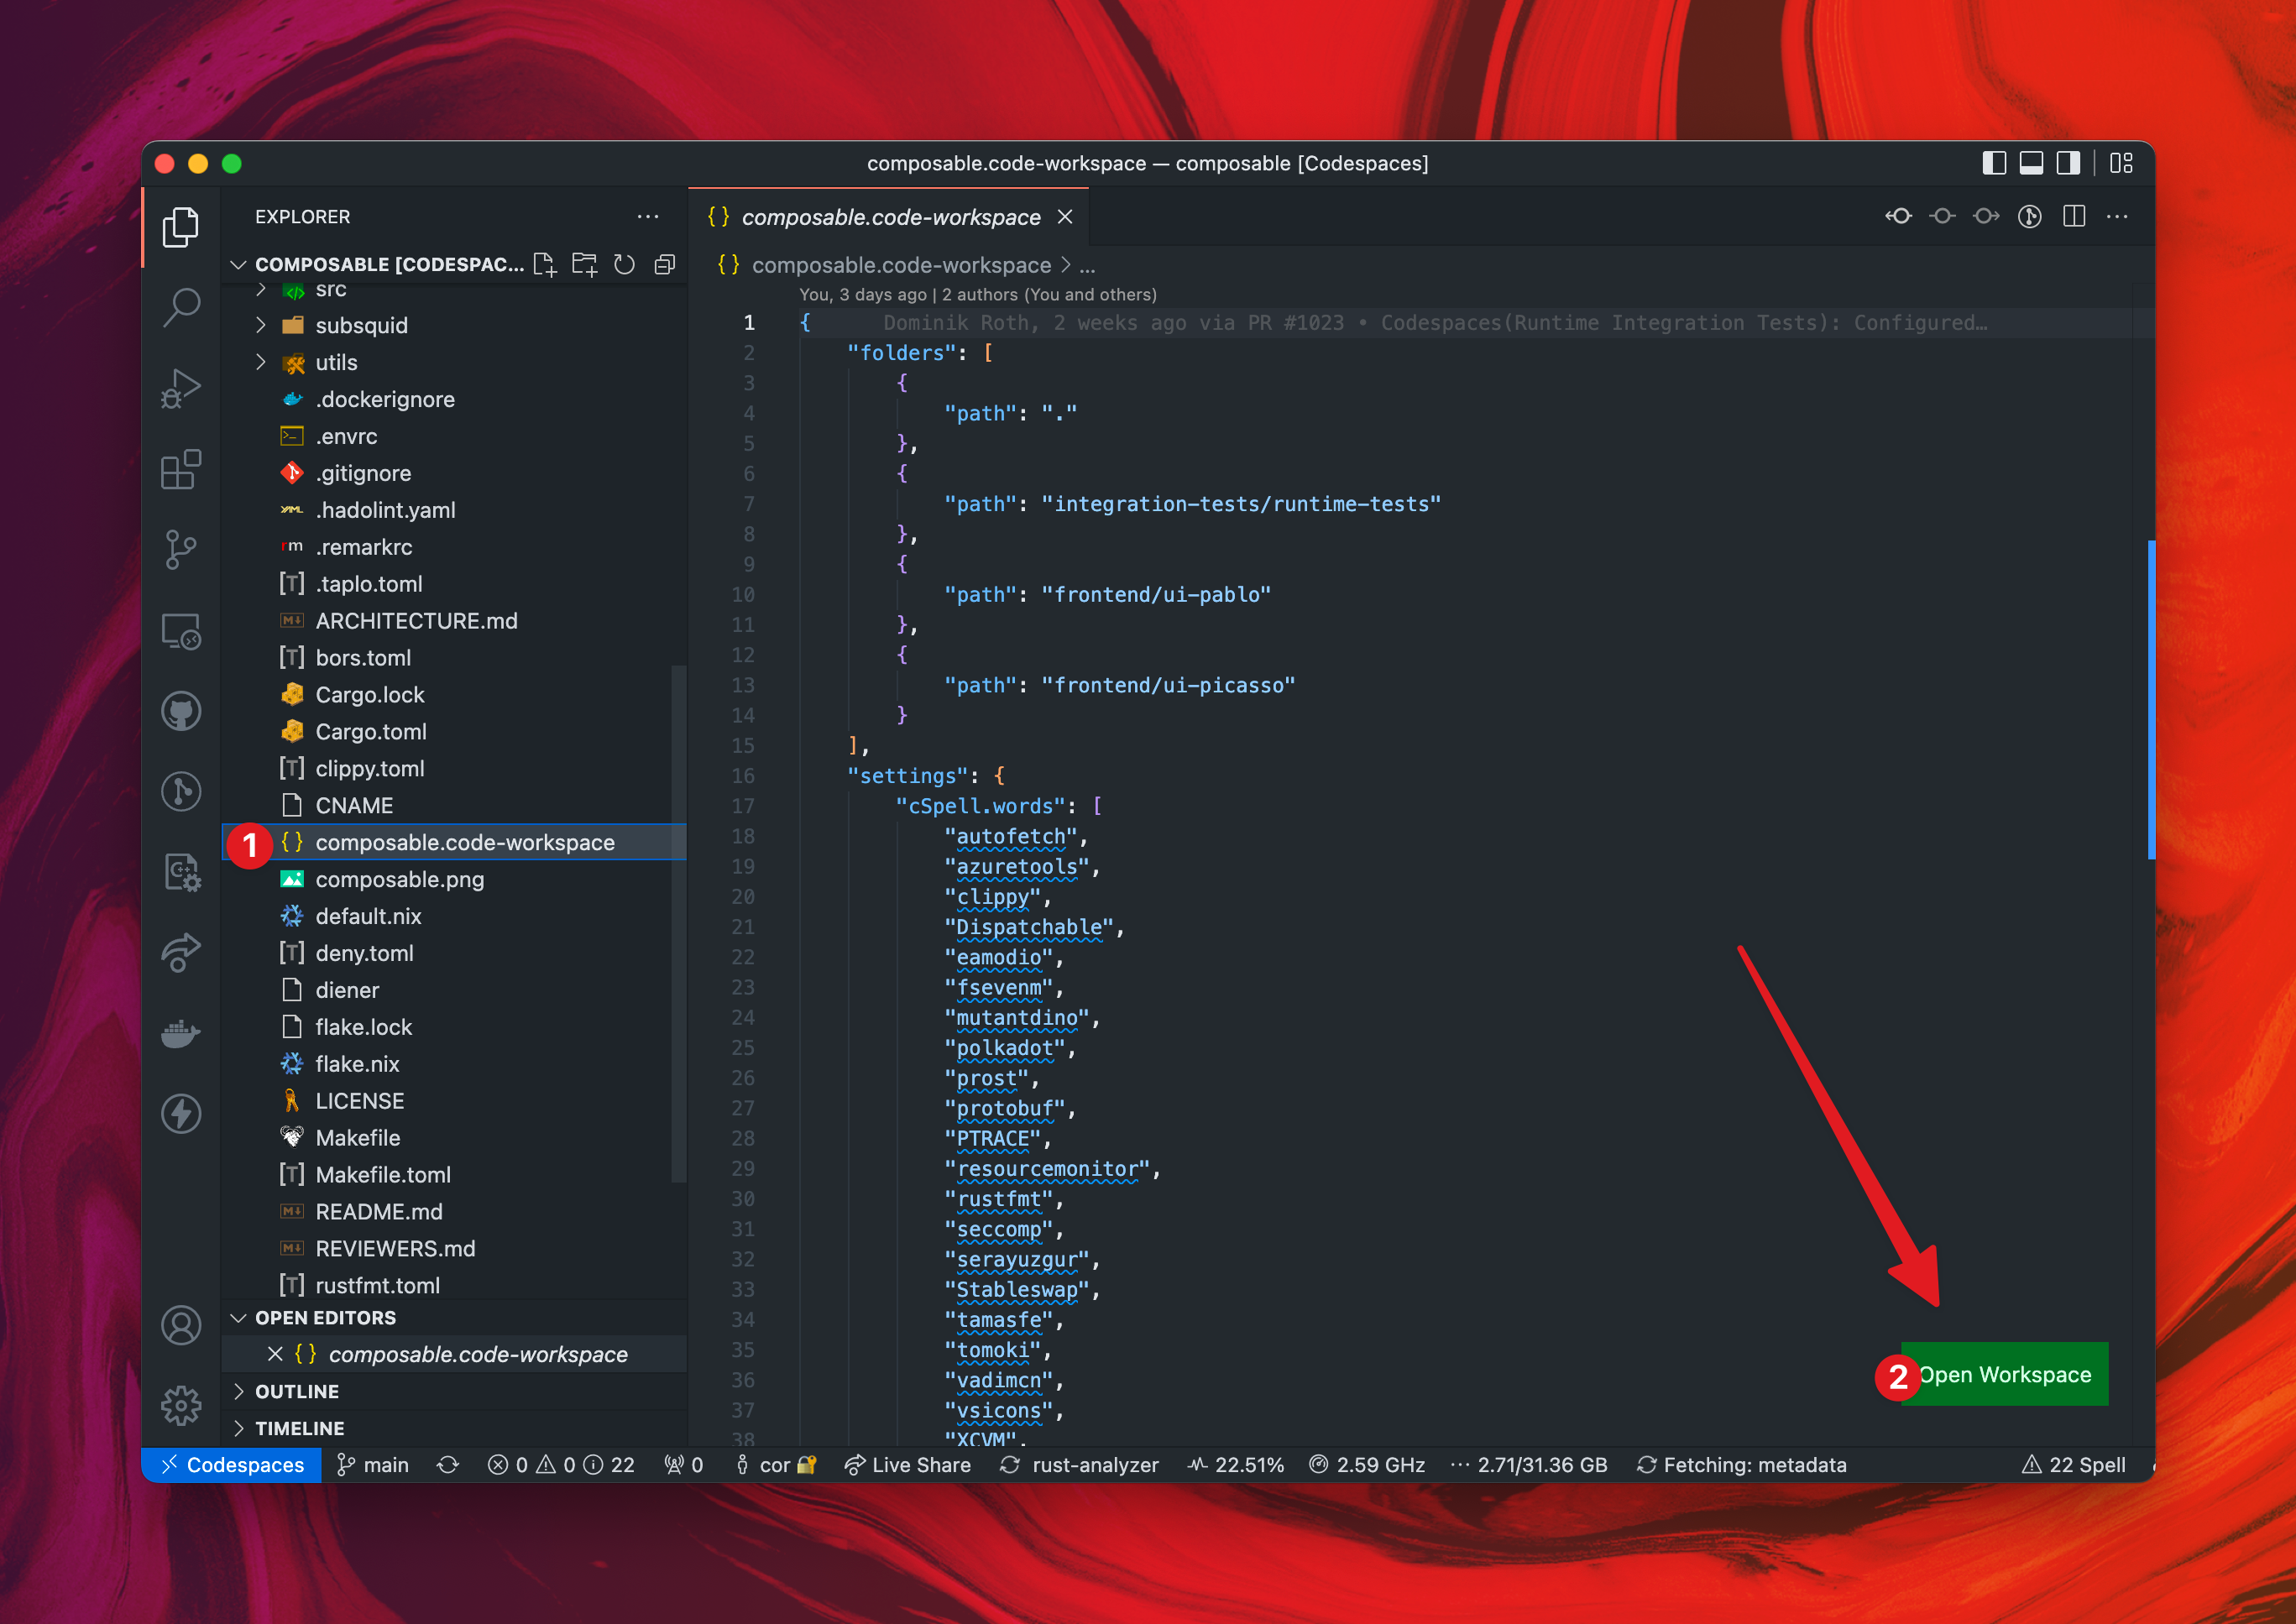 composable.code-workspace — composable [Codespaces]
EXPLORER
COMPOSABLE [CODESPAC...
src
subsquid
utils
.dockerignore
.envrc
.gitignore
.hadolint.yaml
.remarkrc
.taplo.toml
ARCHITECTURE.md
bors.toml
Cargo.lock
Cargo.toml
clippy.toml
CNAME
1
composable.code-workspace
composable.png
default.nix
deny.toml
diener
flake.lock
flake.nix
LICENSE
Makefile
Makefile.toml
README.md
REVIEWERS.md
rustfmt.toml
OPEN EDITORS
composable.code-workspace
OUTLINE
TIMELINE
{} composable.code-workspace
{} composable.code-workspace > ...
You, 3 days ago | 2 authors (You and others)
1 { Dominik Roth, 2 weeks ago via PR #1023 • Codespaces(Runtime Integration Tests): Configured…
2 "folders": [
3 {
4 "path": "."
5 },
6 {
7 "path": "integration-tests/runtime-tests"
8 },
9 {
10 "path": "frontend/ui-pablo"
11 },
12 {
13 "path": "frontend/ui-picasso"
14 }
15 ],
16 "settings": {
17 "cSpell.words": [
18 "autofetch",
19 "azuretools",
20 "clippy",
21 "Dispatchable",
22 "eamodio",
23 "fsevenm",
24 "mutantdino",
25 "polkadot",
26 "prost",
27 "protobuf",
28 "PTRACE",
29 "resourcemonitor",
30 "rustfmt",
31 "seccomp",
32 "serayuzgur",
33 "Stableswap",
34 "tamasfe",
35 "tomoki",
36 "vadimcn",
37 "vsicons",
38 "XCVM",
2
Open Workspace
Codespaces main 0 0 22 0 cor Live Share rust-analyzer 22.51% 2.59 GHz 2.71/31.36 GB Fetching: metadata 22 Spell